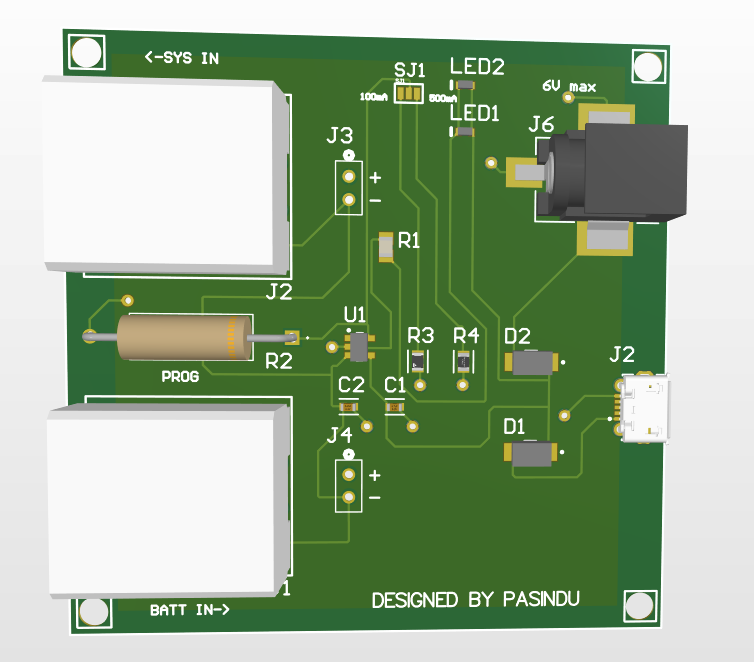 <-SYS IN
SJ1
LED2
100mA
500mA
6V max
LED1
J6
J3
+
-
R1
J2
U1
R2
R3
R4
D2
J2
PROG
C2
C1
J4
D1
+
-
1
DESIGNED BY PASINDU
BATT IN->